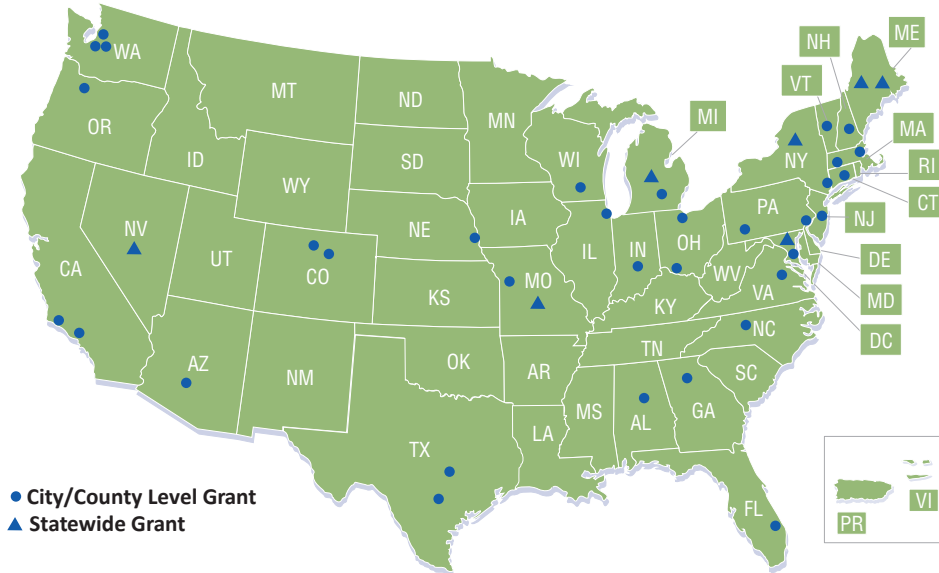 WA
ME
NH
VT
MT
ND
MN
MI
MA
OR
ID
WI
NY
RI
SD
WY
CT
PA
IA
NE
NJ
NV
OH
IN
IL
UT
DE
CA
CO
MO
WV
VA
KS
MD
KY
NC
DC
TN
OK
AZ
NM
AR
SC
MS
AL
GA
LA
TX
City/County Level Grant
Statewide Grant
FL
VI
PR